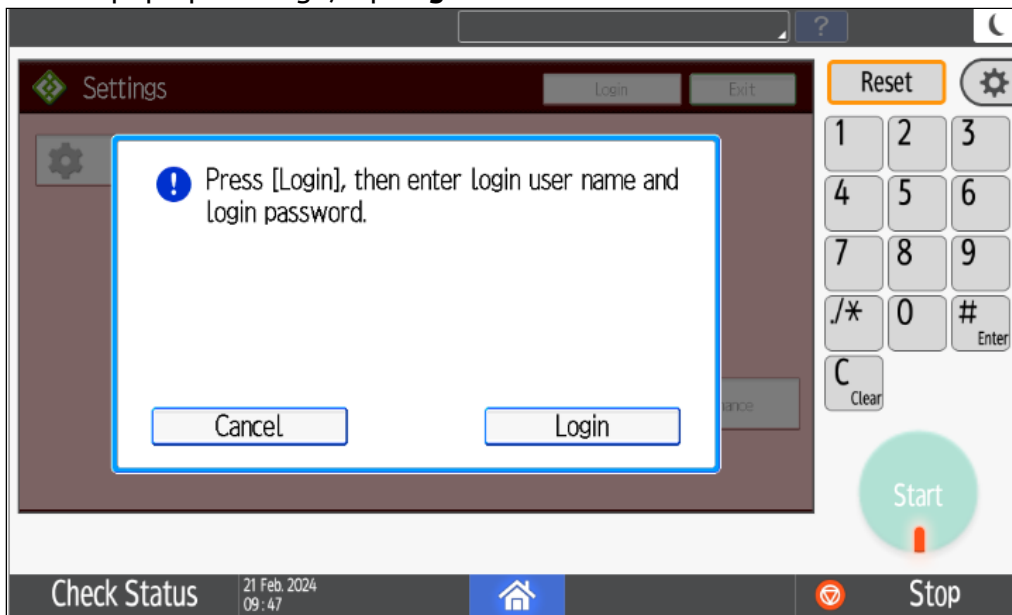 ?
Settings
Login
Exit
Reset
Press [Login], then enter login user name and
login password.
Cancel
Login
1
2
3
4
5
6
7
8
9
./*
0
#
Enter
C
Clear
Start
Check Status
21 Feb. 2024
09:47
Stop